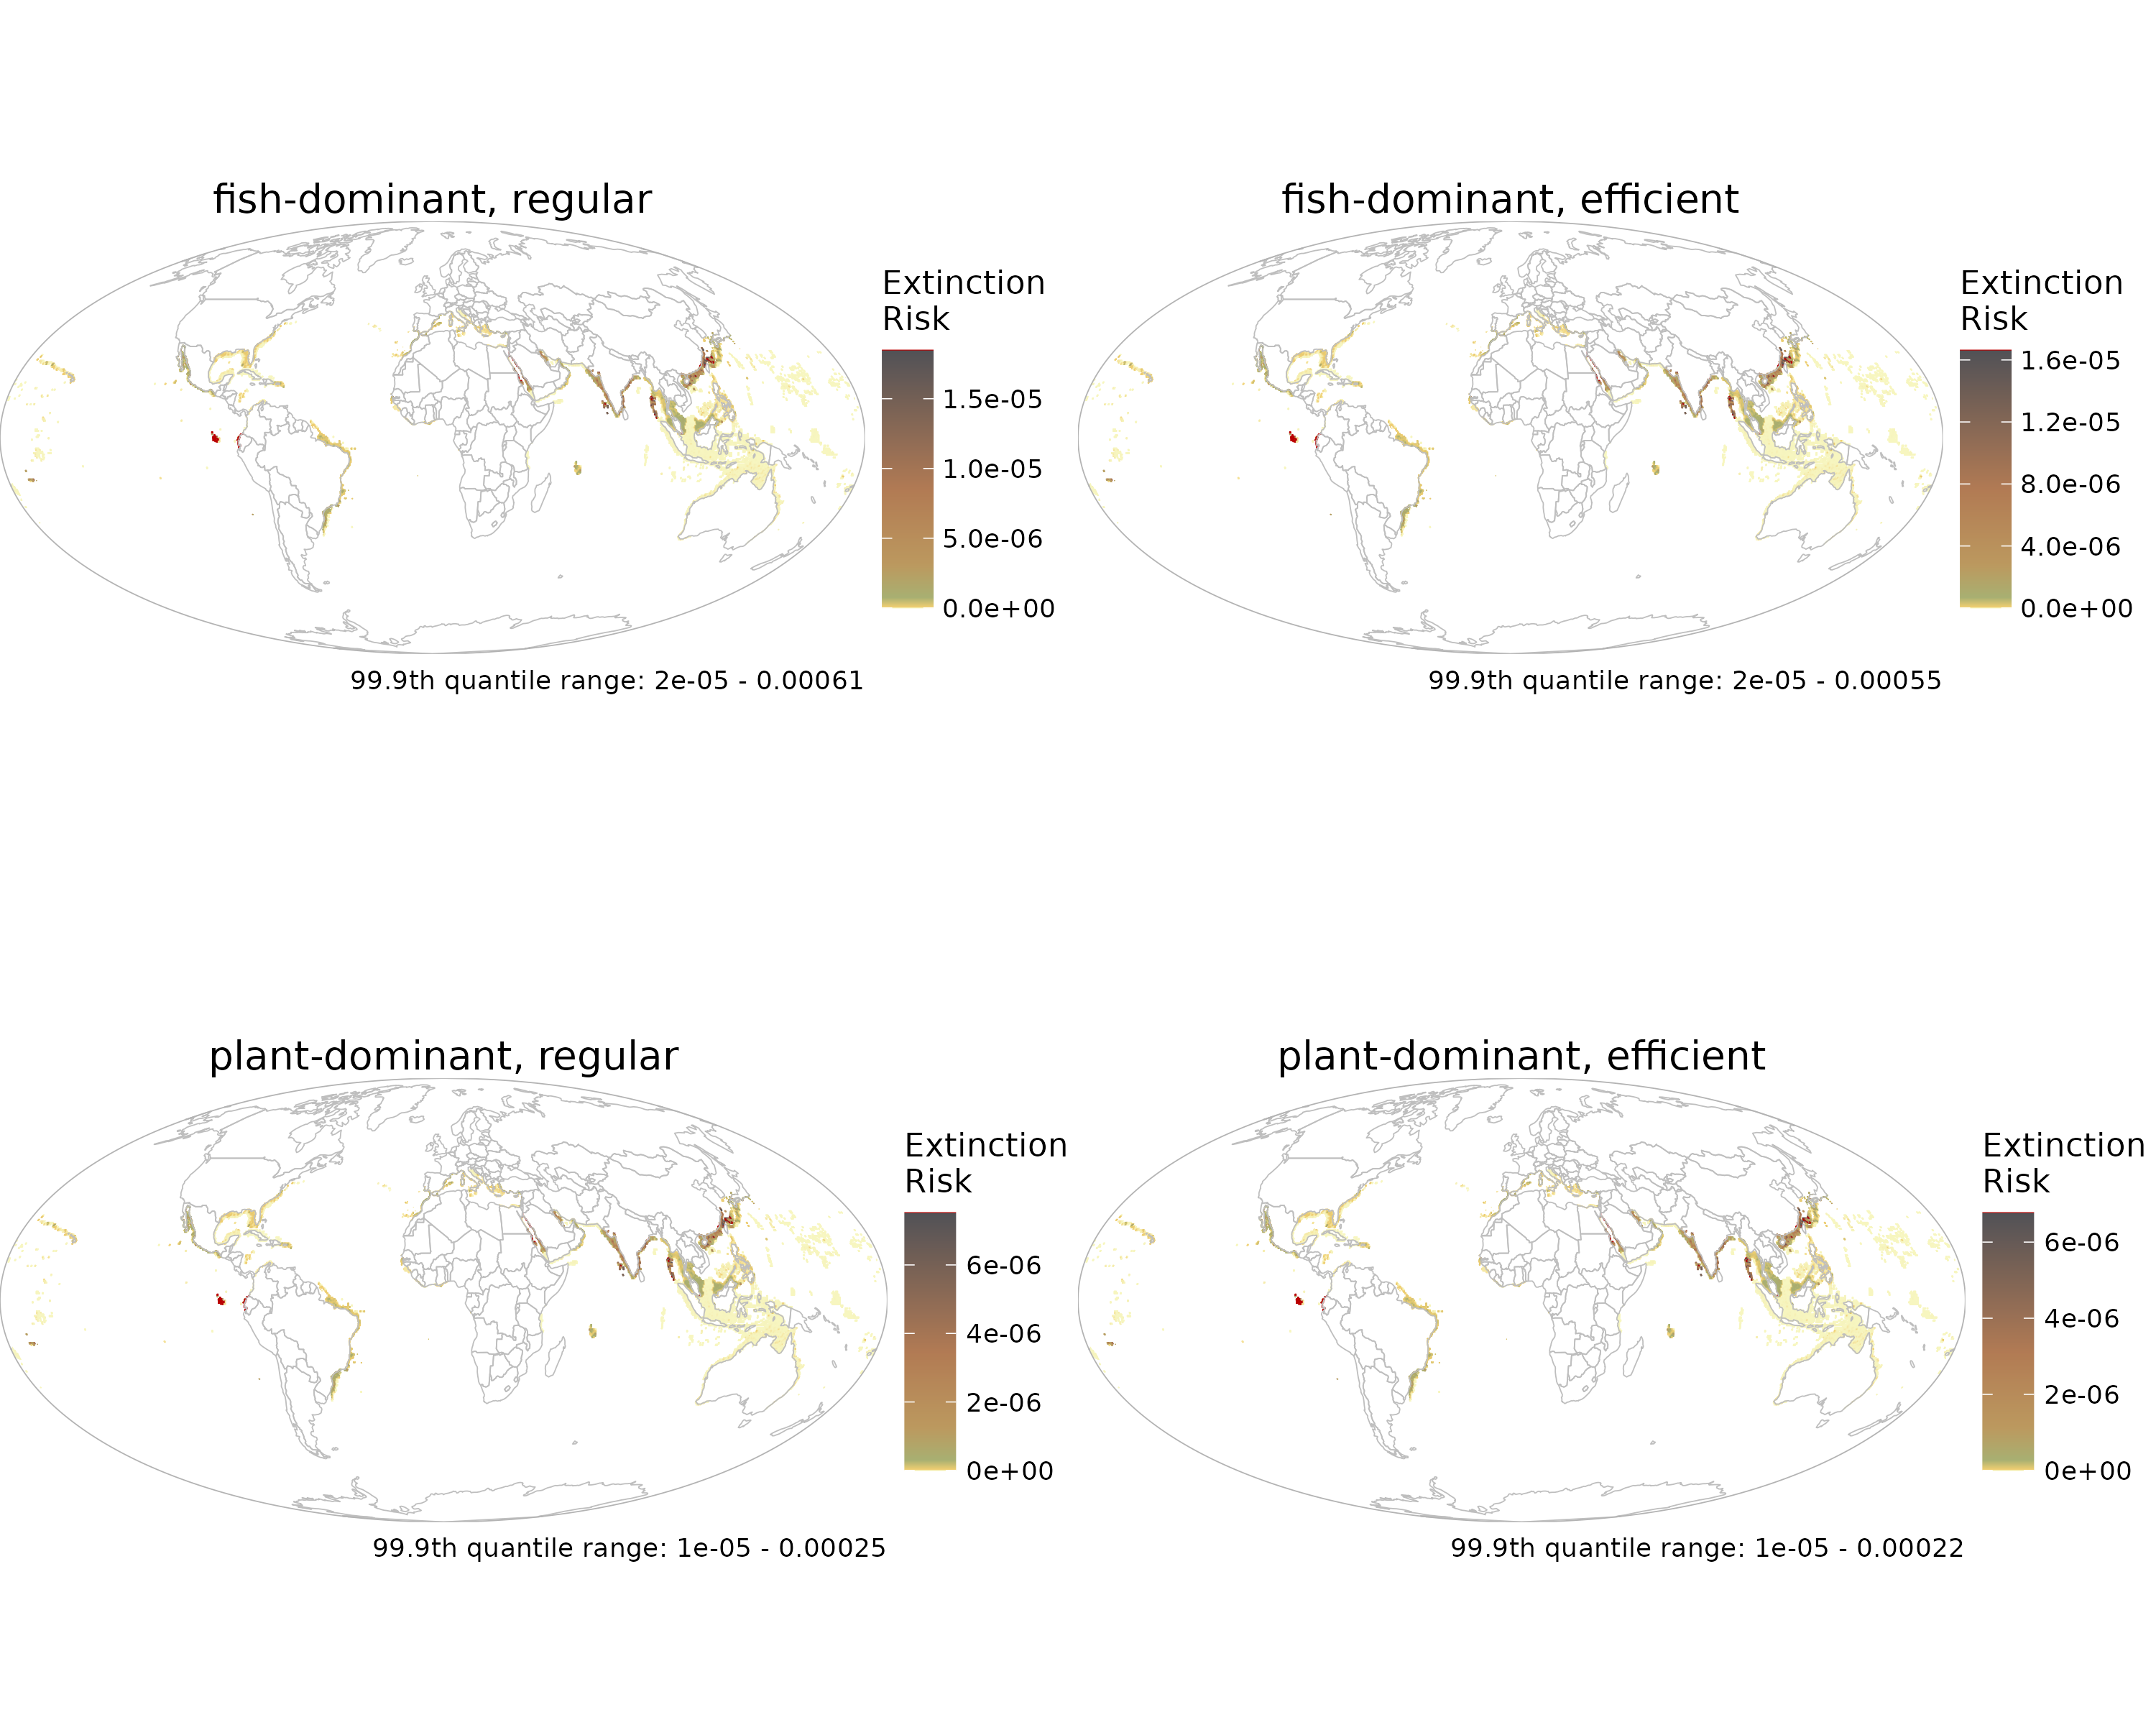 fish-dominant, regular
Extinction
Risk
1.5e-05
1.0e-05
5.0e-06
0.0e+00
99.9th quantile range: 2e-05 - 0.00061
fish-dominant, efficient
Extinction
Risk
1.6e-05
1.2e-05
8.0e-06
4.0e-06
0.0e+00
99.9th quantile range: 2e-05 - 0.00055
plant-dominant, regular
Extinction
Risk
6e-06
4e-06
2e-06
0e+00
99.9th quantile range: 1e-05 - 0.00025
plant-dominant, efficient
Extinction
Risk
6e-06
4e-06
2e-06
0e+00
99.9th quantile range: 1e-05 - 0.00022